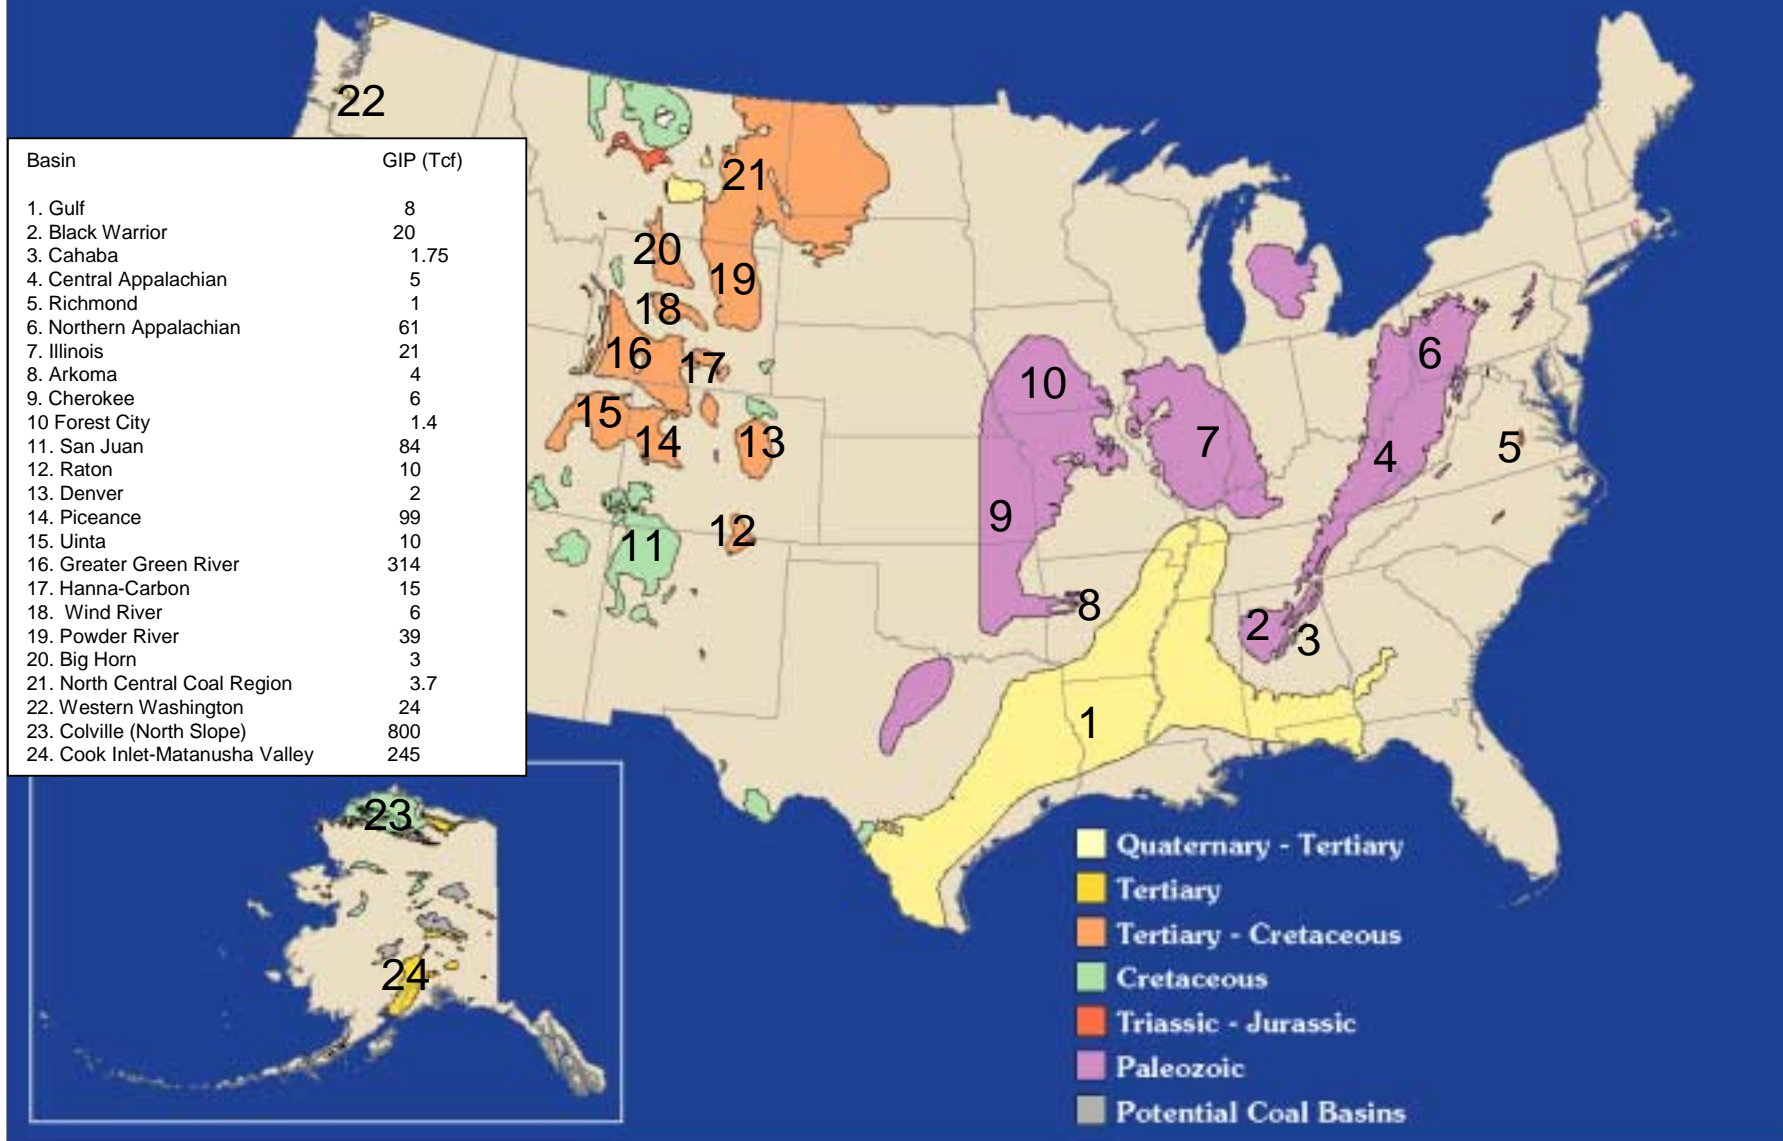 Basin GIP (Tcf)
1. Gulf 8
2. Black Warrior 20
3. Cahaba 1.75
4. Central Appalachian 5
5. Richmond 1
6. Northern Appalachian 61
7. Illinois 21
8. Arkoma 4
9. Cherokee 6
10 Forest City 1.4
11. San Juan 84
12. Raton 10
13. Denver 2
14. Piceance 99
15. Uinta 10
16. Greater Green River 314
17. Hanna-Carbon 15
18. Wind River 6
19. Powder River 39
20. Big Horn 3
21. North Central Coal Region 3.7
22. Western Washington 24
23. Colville (North Slope) 800
24. Cook Inlet-Matanusha Valley 245
22
21
20
19
18
16
17
15
14
13
12
11
10
9
8
7
6
5
4
2
3
1
23
24
Quaternary - Tertiary
Tertiary
Tertiary - Cretaceous
Cretaceous
Triassic - Jurassic
Paleozoic
Potential Coal Basins